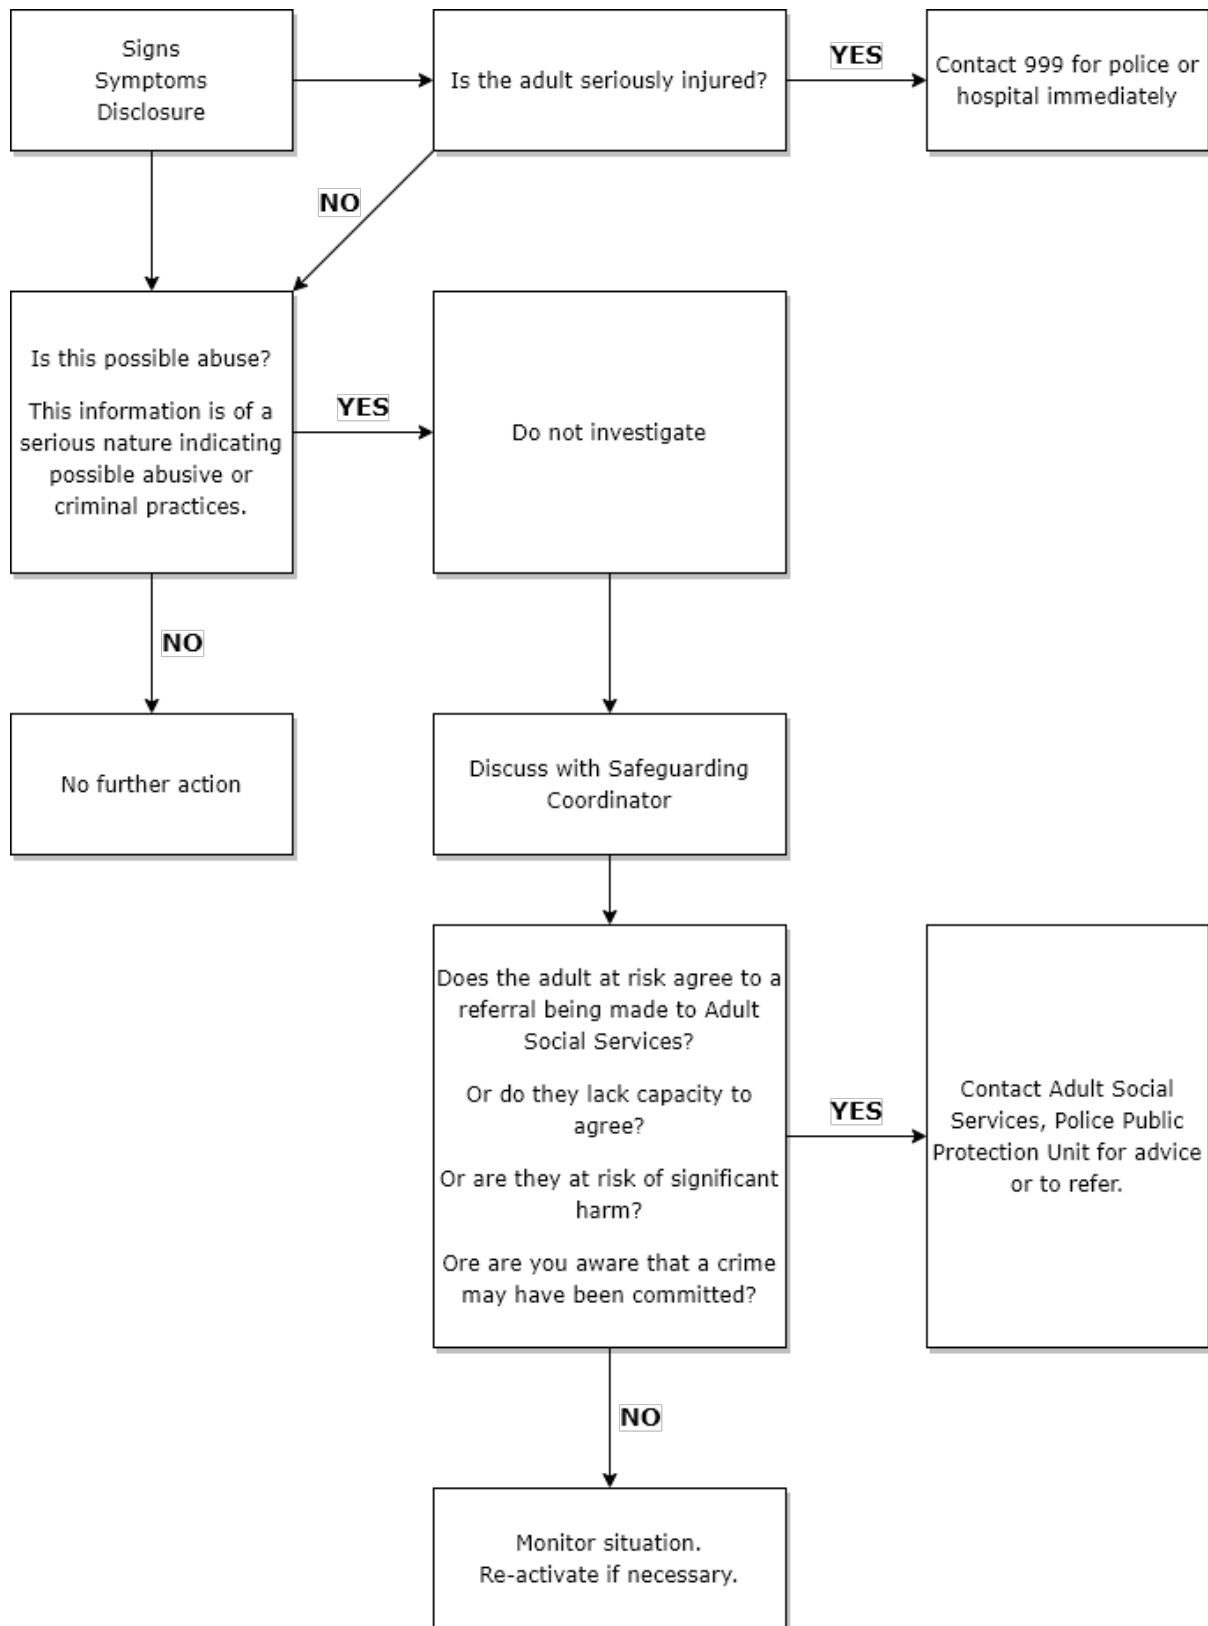 Signs
Symptoms
Disclosure
Is the adult seriously injured?
YES
Contact 999 for police or
hospital immediately
NO
Is this possible abuse?
This information is of a
serious nature indicating
possible abusive or
criminal practices.
YES
Do not investigate
NO
No further action
Discuss with Safeguarding
Coordinator
Does the adult at risk agree to a
referral being made to Adult
Social Services?
Or do they lack capacity to
agree?
Or are they at risk of significant
harm?
Ore are you aware that a crime
may have been committed?
YES
Contact Adult Social
Services, Police Public
Protection Unit for advice
or to refer.
NO
Monitor situation.
Re-activate if necessary.